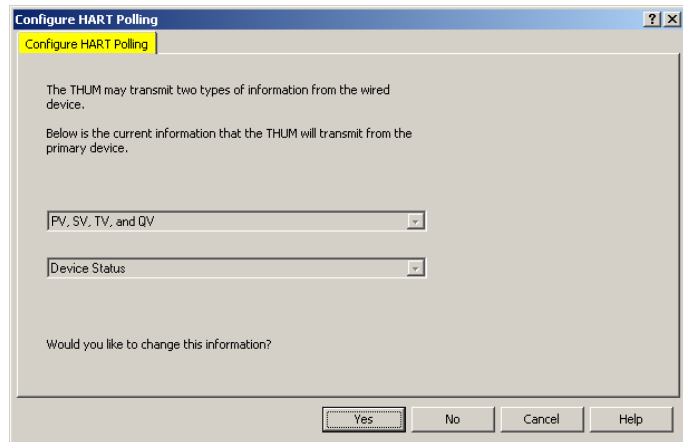 Configure HART Polling
Configure HART Polling
The THUM may transmit two types of information from the wired
device.
Below is the current information that the THUM will transmit from the
primary device.
PV, SV, TV, and QV
Device Status
Would you like to change this information?
Yes No Cancel Help